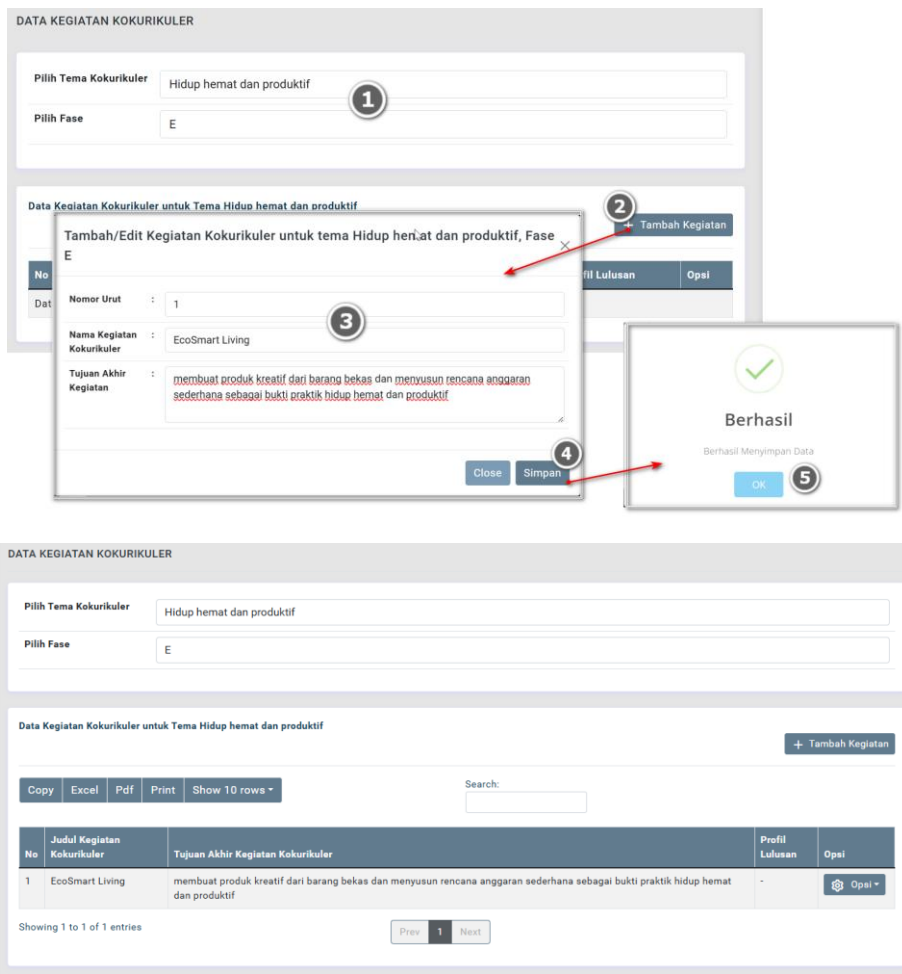 DATA KEGIATAN KOKURIKULER
Pilih Tema Kokurikuler
Hidup hemat dan produktif
1
Pilih Fase
E
Data Kegiatan Kokurikuler untuk Tema Hidup hemat dan produktif
2
+ Tambah Kegiatan
No
fil Lulusan
Opsi
Dat
Tambah/Edit Kegiatan Kokurikuler untuk tema Hidup hemat dan produktif, Fase
E
×
Nomor Urut : 1
3
Nama Kegiatan : EcoSmart Living
Kokurikuler
Tujuan Akhir : membuat produk kreatif dari barang bekas dan menyusun rencana anggaran
Kegiatan sederhana sebagai bukti praktik hidup hemat dan produktif
4
Close Simpan
Berhasil
Berhasil Menyimpan Data
OK
5
DATA KEGIATAN KOKURIKULER
Pilih Tema Kokurikuler
Hidup hemat dan produktif
Pilih Fase
E
Data Kegiatan Kokurikuler untuk Tema Hidup hemat dan produktif
+ Tambah Kegiatan
Copy Excel Pdf Print Show 10 rows
Search:
No Judul Kegiatan Kokurikuler Tujuan Akhir Kegiatan Kokurikuler Profil Lulusan Opsi
1 EcoSmart Living membuat produk kreatif dari barang bekas dan menyusun rencana anggaran sederhana sebagai bukti praktik hidup hemat - Opsi
dan produktif
Showing 1 to 1 of 1 entries
Prev 1 Next